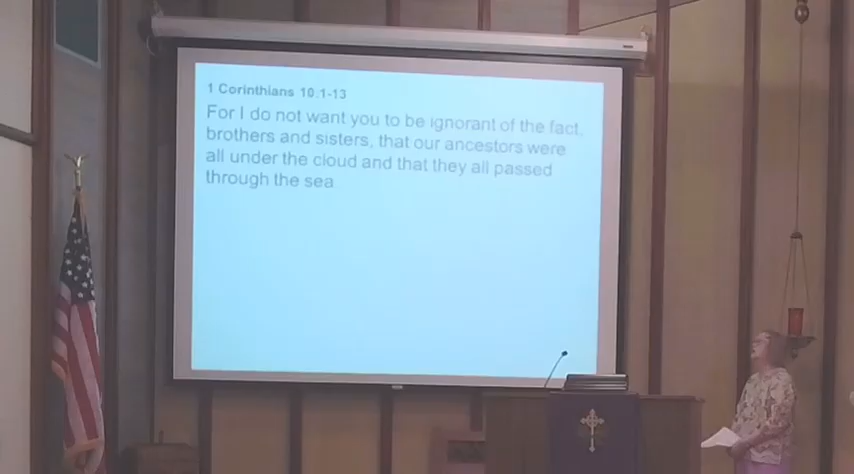 1 Corinthians 10.1-13
For I do not want you to be ignorant of the fact,
brothers and sisters, that our ancestors were
all under the cloud and that they all passed
through the sea.